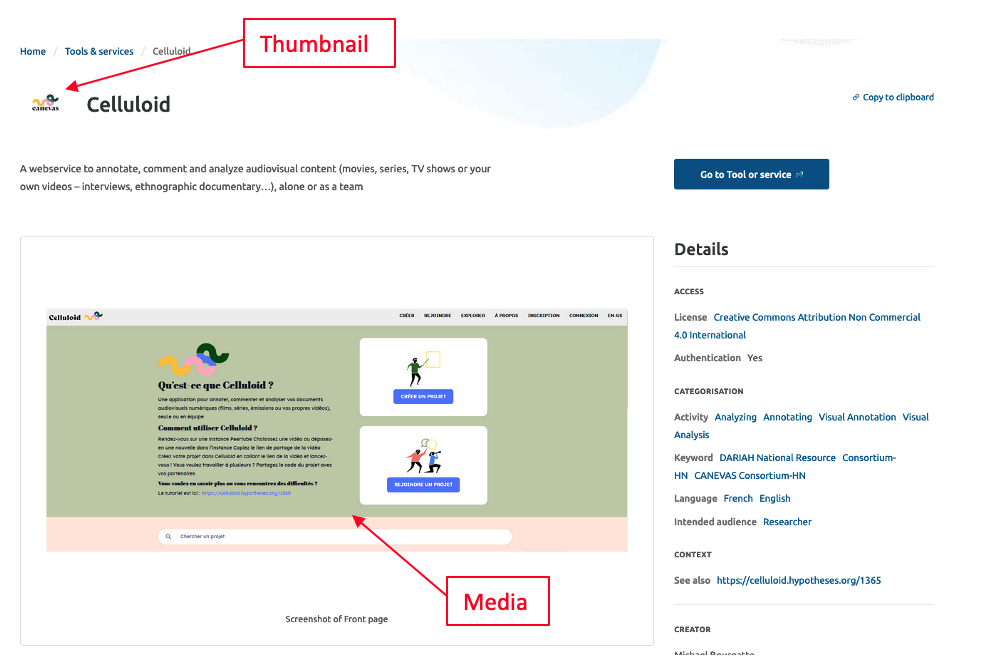 Thumbnail
Home / Tools & services / Celluloid
canevas
Celluloid
Copy to clipboard
A webservice to annotate, comment and analyze audiovisual content (movies, series, TV shows or your
own videos – interviews, ethnographic documentary…), alone or as a team
Go to Tool or service
Celluloid
CRÉER REJOINDRE EXPLORER À PROPOS INSCRIPTION CONNEXION EN-US
Qu'est-ce que Celluloid ?
Une application pour annoter, commenter et analyser vos documents
audiovisuels numériques (films, séries, émissions ou vos propres vidéos),
seul.e ou en équipe
Comment utiliser Celluloid ?
Rendez-vous sur une instance Peertube Choisissez une vidéo ou déposez-
en une nouvelle dans l'instance Copiez le lien de partage de la vidéo
Créez votre projet dans Celluloid en collant le lien de la vidéo et lancez-
vous ! Vous voulez travailler à plusieurs ? Partagez le code du projet avec
vos partenaires
Vous voulez en savoir plus ou vous rencontrez des difficultés ?
Le tutoriel est ici : https://celluloid.hypotheses.org/1365
CRÉER UN PROJET
REJOINDRE UN PROJET
Chercher un projet
Media
Screenshot of Front page
Details
ACCESS
License Creative Commons Attribution Non Commercial
4.0 International
Authentication Yes
CATEGORISATION
Activity Analyzing Annotating Visual Annotation Visual
Analysis
Keyword DARIAH National Resource Consortium-
HN CANEVAS Consortium-HN
Language French English
Intended audience Researcher
CONTEXT
See also https://celluloid.hypotheses.org/1365
CREATOR